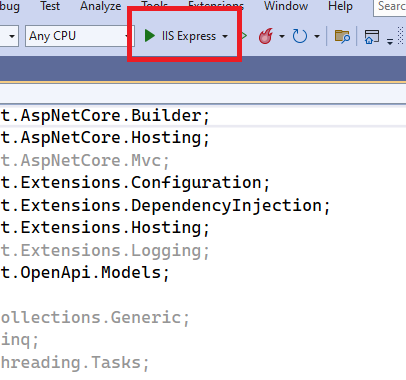 bug Analyze Tools Extensions Window Help Search
Any CPU IIS Express
t.AspNetCore.Builder;
t.AspNetCore.Hosting;
t.AspNetCore.Mvc;
t.Extensions.Configuration;
t.Extensions.DependencyInjection;
t.Extensions.Hosting;
t.Extensions.Logging;
t.OpenApi.Models;
ollections.Generic;
inq;
hreading.Tasks;